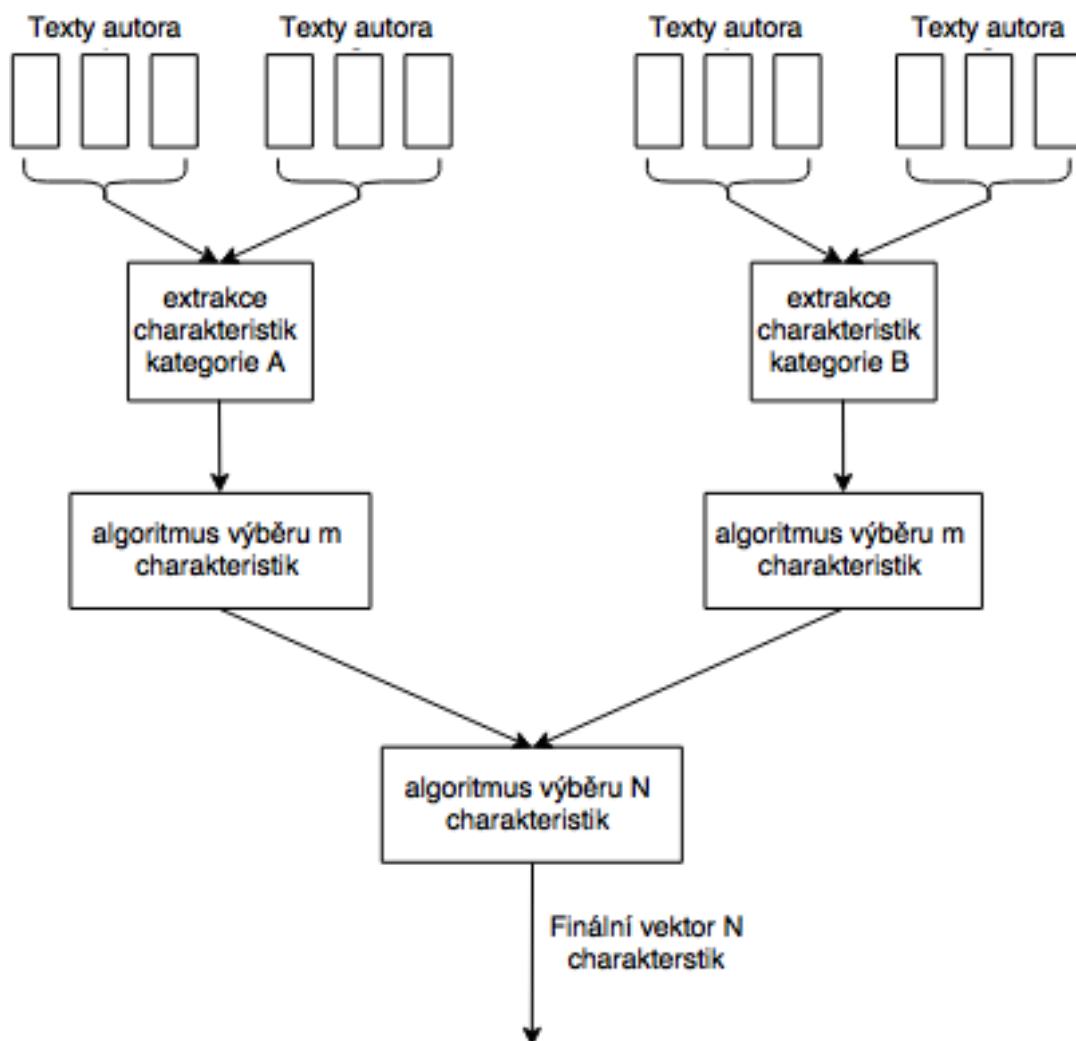 Texty autora
Texty autora
Texty autora
Texty autora
extrakce
charakteristik
kategorie A
extrakce
charakteristik
kategorie B
algoritmus výběru m
charakteristik
algoritmus výběru m
charakteristik
algoritmus výběru N
charakteristik
Finální vektor N
charakterstik